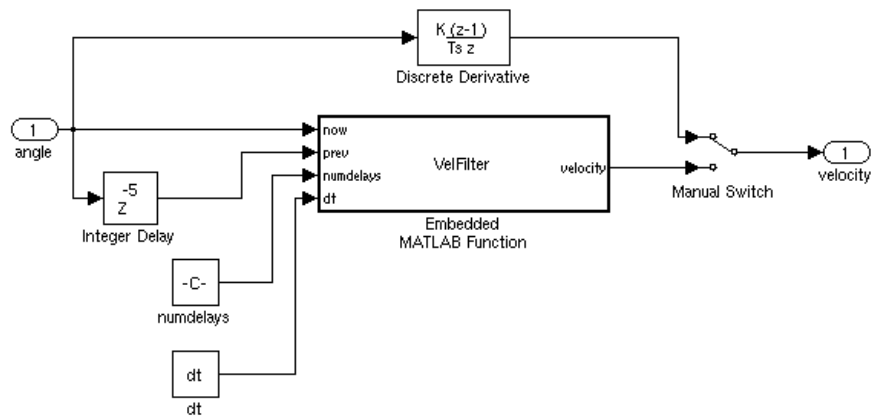 K (z-1)
Ts z
Discrete Derivative
1
angle
now
prev
numdelays
dt
VelFilter
velocity
Embedded
MATLAB Function
Manual Switch
1
velocity
-5
Z
Integer Delay
-C-
numdelays
dt
dt